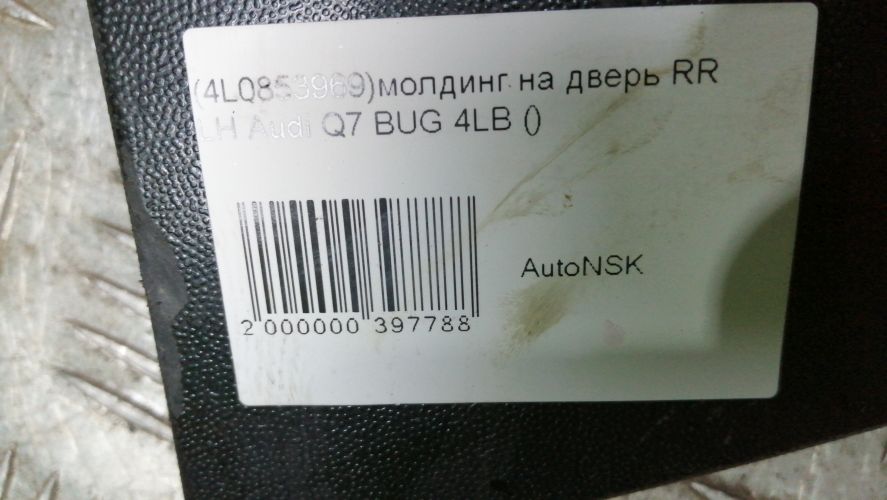 (4L0853969)молдинг на дверь RR
LH Audi Q7 BUG 4LB ()
AutoNSK
2 000000 397788